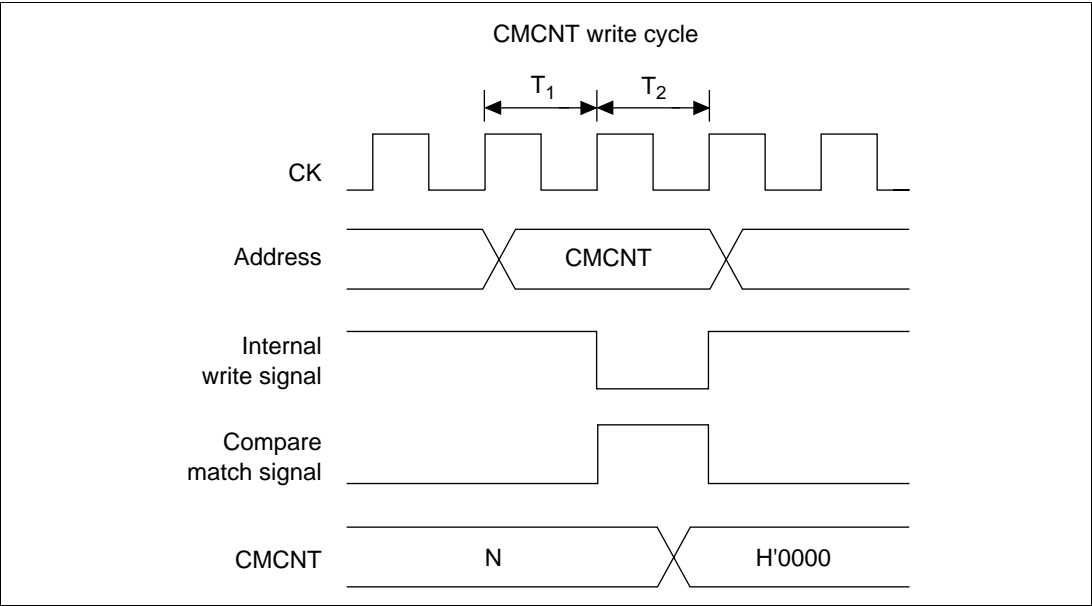 CMCNT write cycle
T1 T2
CK
Address CMCNT
Internal
write signal
Compare
match signal
CMCNT N H'0000